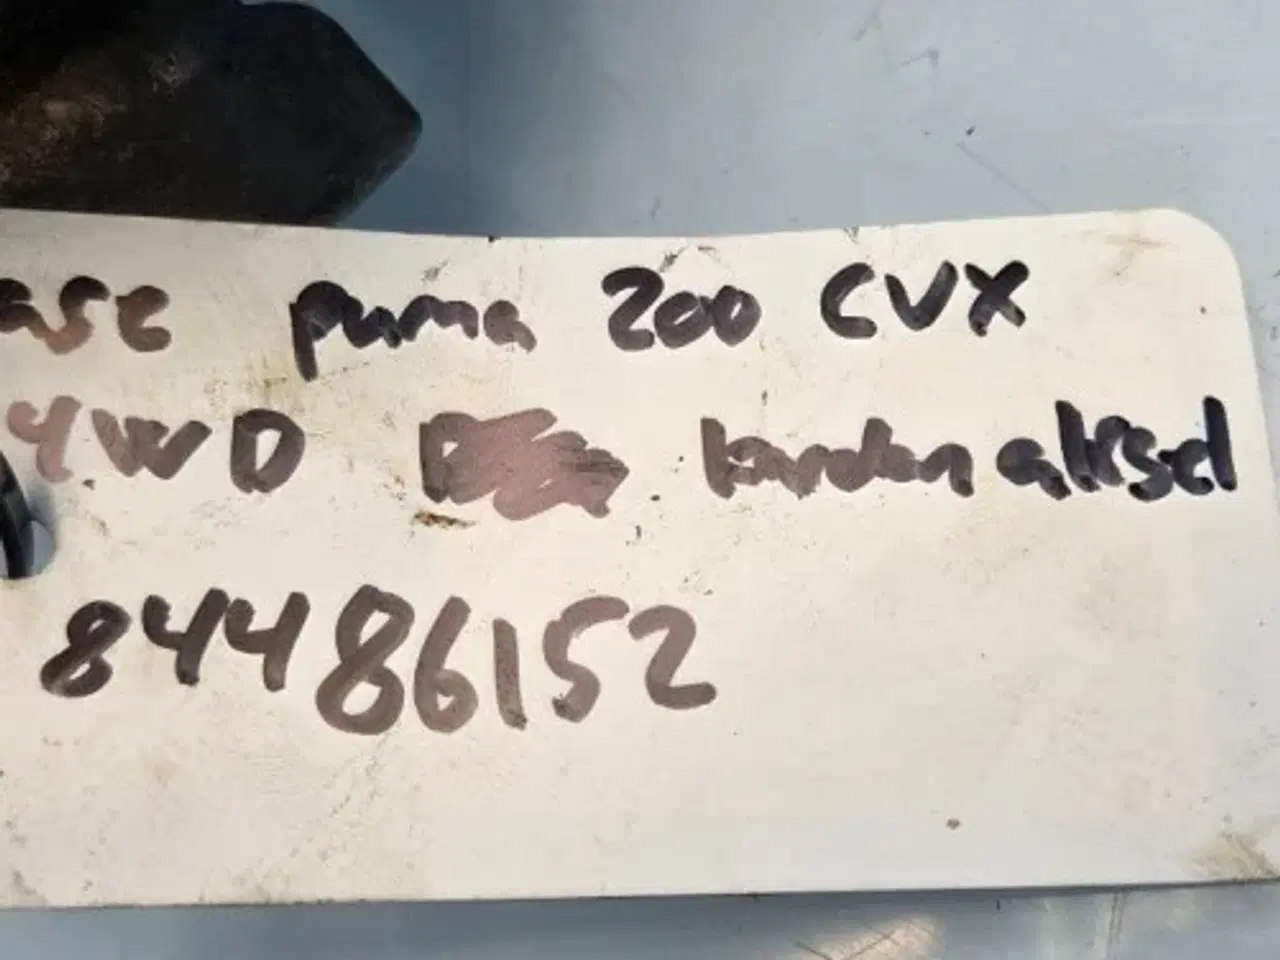 ase puma 200 CVX
4WD kardan aksel
84486152